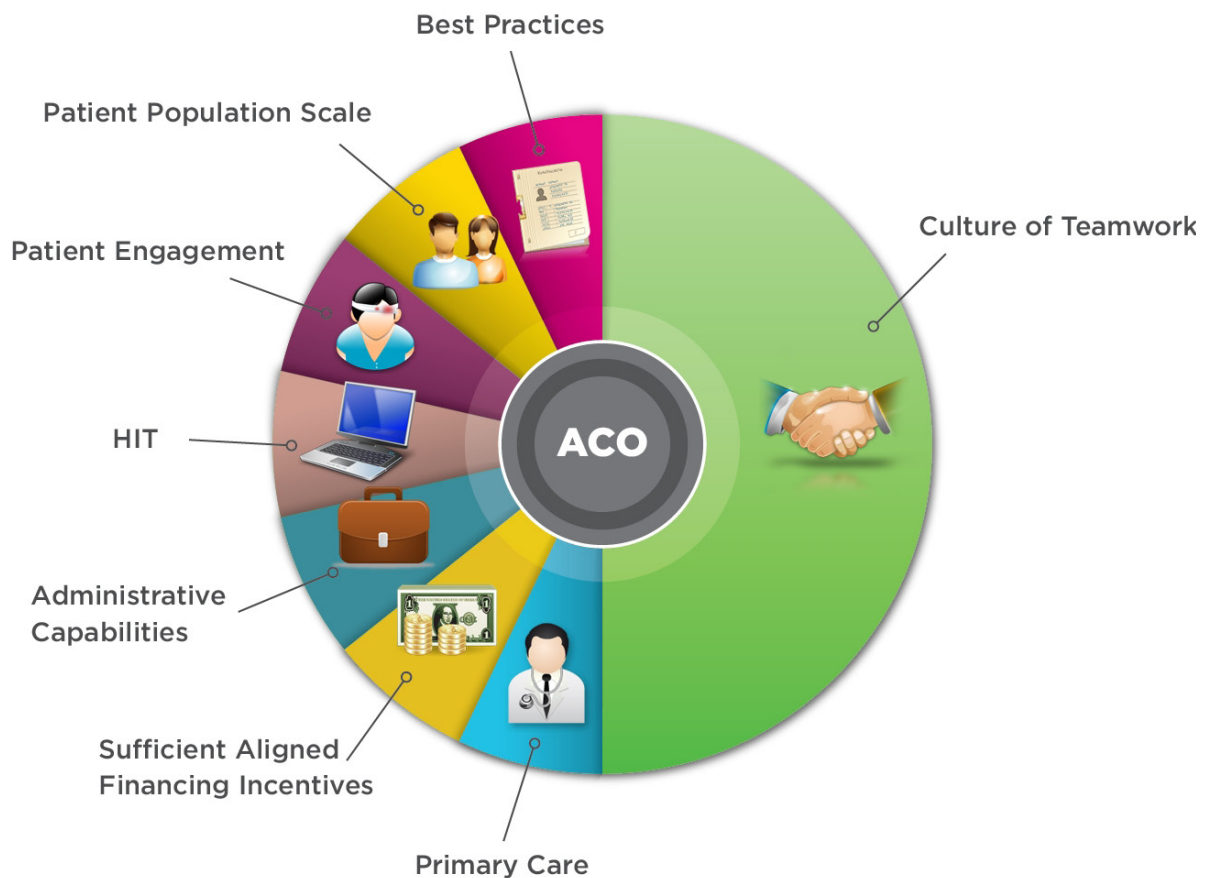 Best Practices
Patient Population Scale
Culture of Teamwork
Patient Engagement
HIT
ACO
Administrative
Capabilities
Sufficient Aligned
Financing Incentives
Primary Care